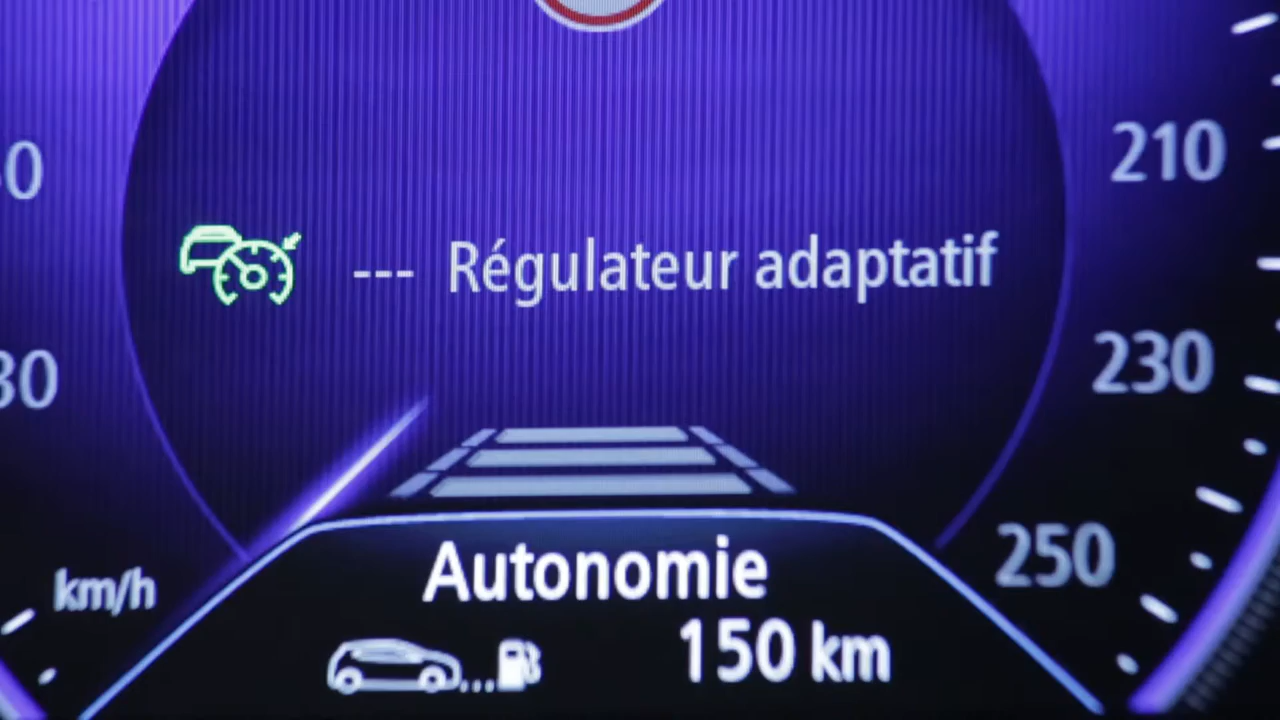 210
--- Régulateur adaptatif
230
250
km/h
Autonomie
150 km